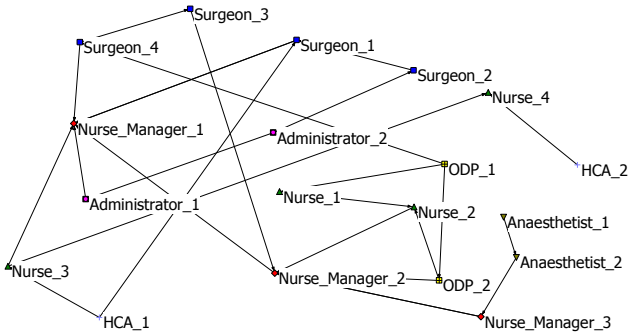 Surgeon_3
Surgeon_4
Surgeon_1
Surgeon_2
Nurse_4
Nurse_Manager_1
Administrator_2
ODP_1
HCA_2
Administrator_1
Nurse_1
Nurse_2
Anaesthetist_1
Anaesthetist_2
Nurse_3
Nurse_Manager_2
ODP_2
HCA_1
Nurse_Manager_3